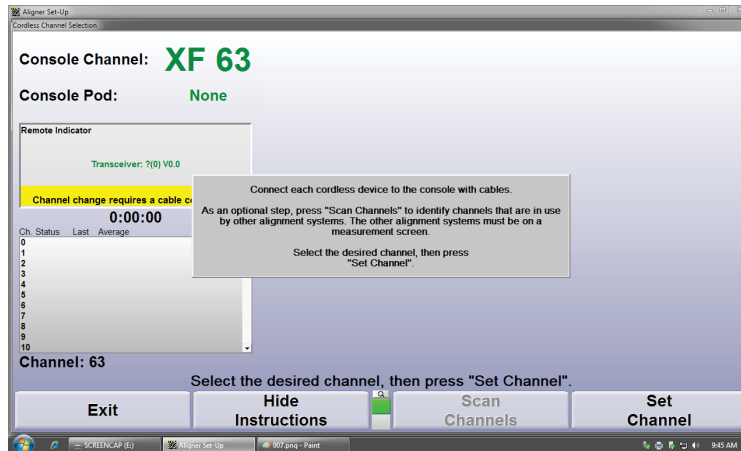 Aligner Set-Up
Cordless Channel Selection
Console Channel: XF 63
Console Pod: None
Remote Indicator
Transceiver: ?(0) V0.0
Channel change requires a cable
0:00:00
Ch. Status Last Average
0
1
2
3
4
5
6
7
8
9
10
Channel: 63
Connect each cordless device to the console with cables.
As an optional step, press "Scan Channels" to identify channels that are in use
by other alignment systems. The other alignment systems must be on a
measurement screen.
Select the desired channel, then press
"Set Channel".
Select the desired channel, then press "Set Channel".
Exit
Hide
Instructions
Scan
Channels
Set
Channel
SCREENCAP (E:)
Aligner Set-Up
007.png - Paint
9:45 AM